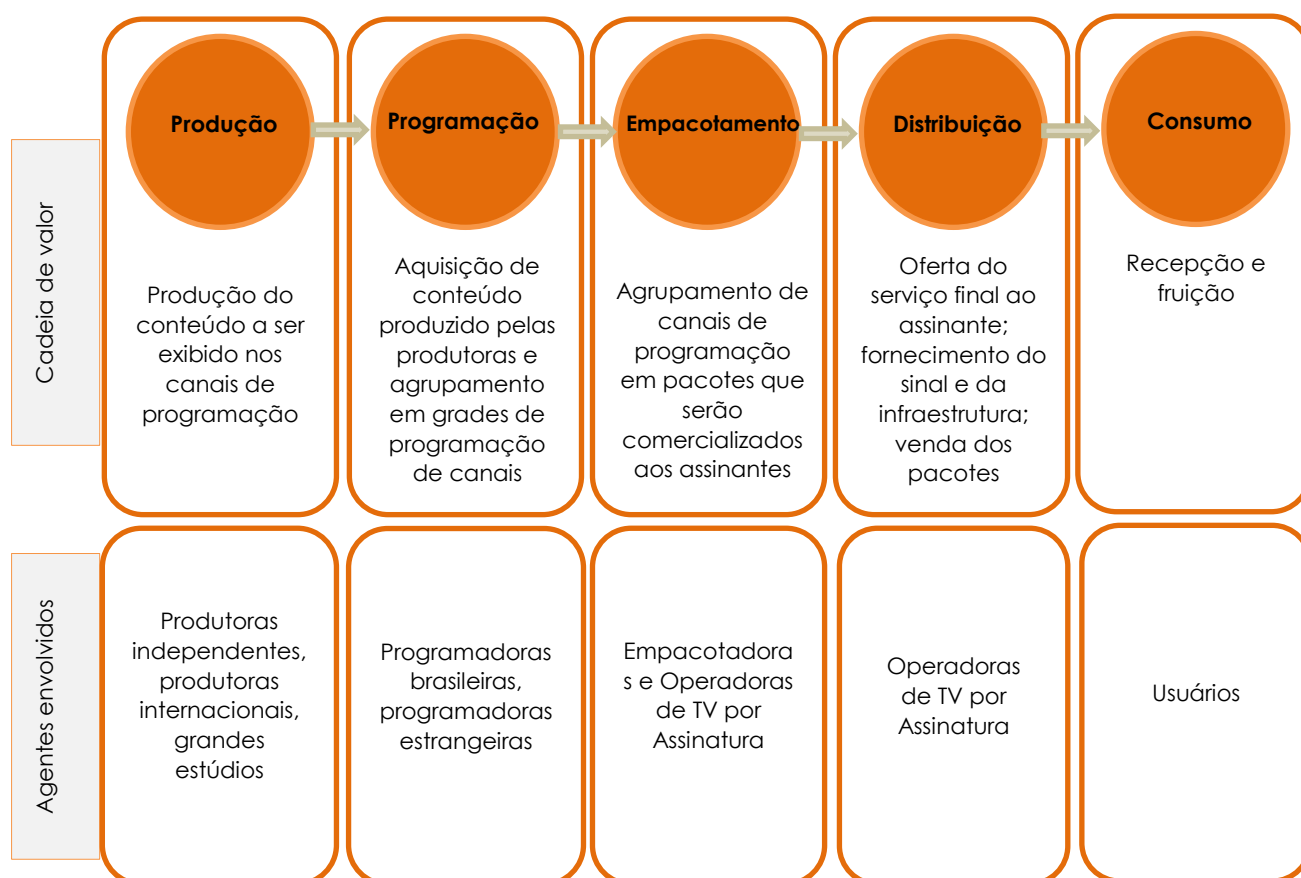 Cadeia de valor
Produção
Programação
Empacotamento
Distribuição
Consumo
Produção do
conteúdo a ser
exibido nos
canais de
programação
Aquisição de
conteúdo
produzido pelas
produtoras e
agrupamento
em grades de
programação
de canais
Agrupamento de
canais de
programação
em pacotes que
serão
comercializados
aos assinantes
Oferta do
serviço final ao
assinante;
fornecimento do
sinal e da
infraestrutura;
venda dos
pacotes
Recepção e
fruição
Agentes envolvidos
Produtoras
independentes,
produtoras
internacionais,
grandes
estúdios
Programadoras
brasileiras,
programadoras
estrangeiras
Empacotadora
s e Operadoras
de TV por
Assinatura
Operadoras
de TV por
Assinatura
Usuários